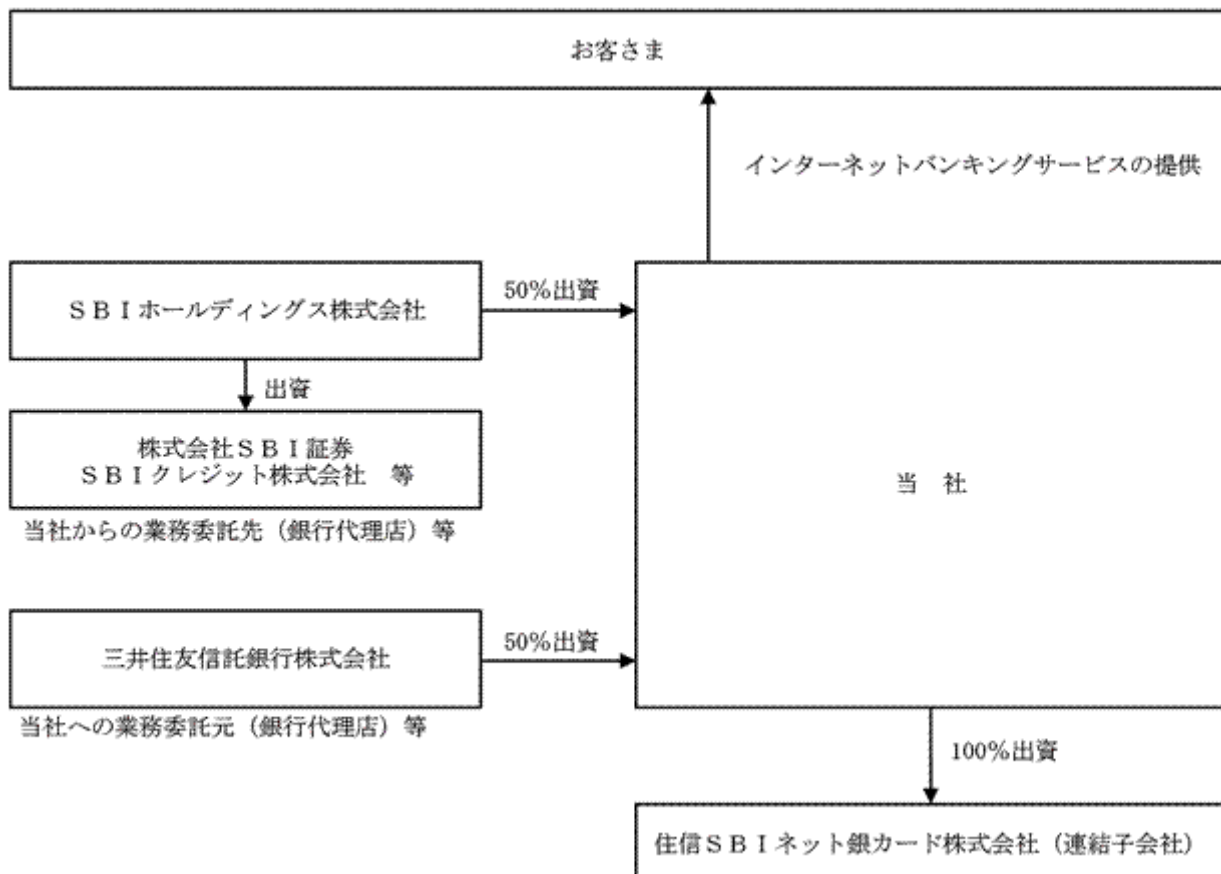 お客さま
インターネットバンキングサービスの提供
ＳＢＩホールディングス株式会社
50％出資
出資
株式会社ＳＢＩ証券
ＳＢＩクレジット株式会社　等
当社からの業務委託先（銀行代理店）等
当　社
三井住友信託銀行株式会社
50％出資
当社への業務委託元（銀行代理店）等
100％出資
住信ＳＢＩネット銀カード株式会社（連結子会社）